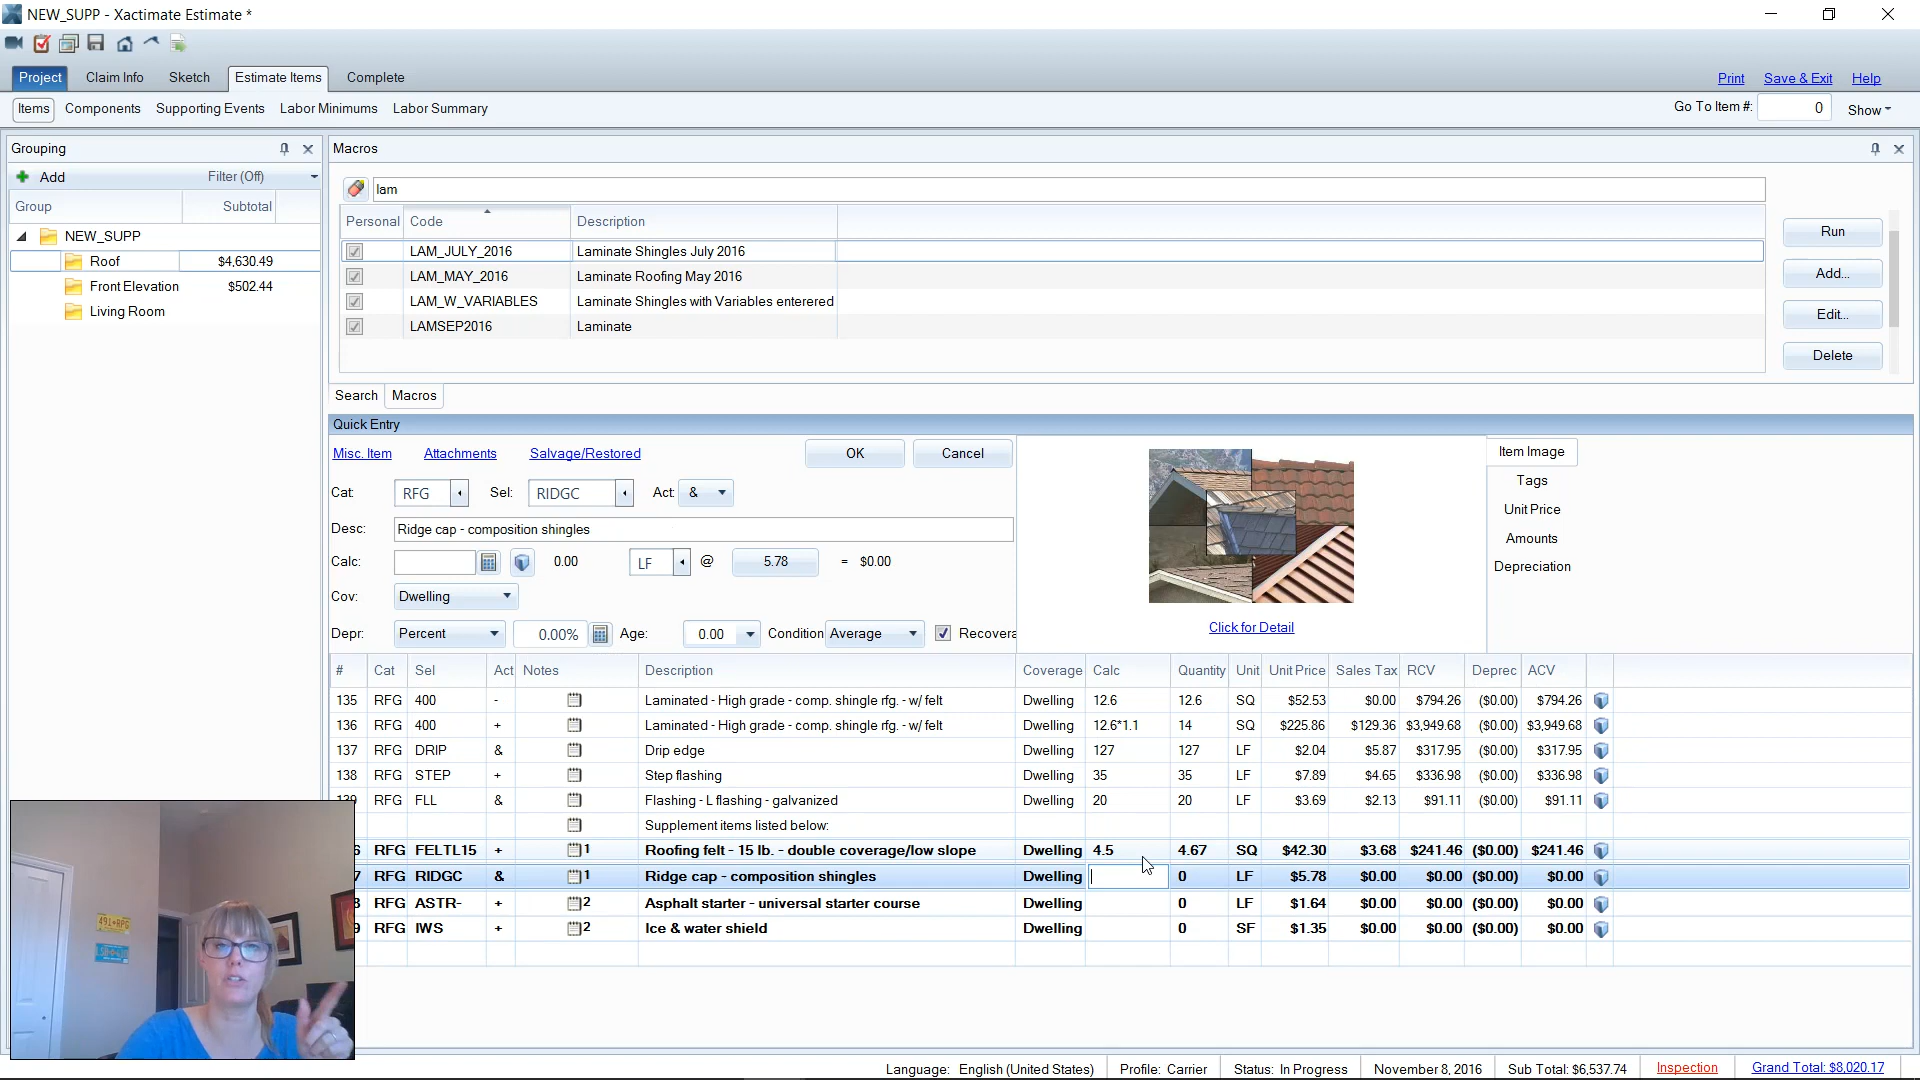 NEW_SUPP - Xactimate Estimate *
Project Claim Info Sketch Estimate Items Complete Print Save & Exit Help
Items Components Supporting Events Labor Minimums Labor Summary Go To Item #: 0 Show
Grouping
Add Filter (Off)
Group Subtotal
NEW_SUPP
Roof $4,630.49
Front Elevation $502.44
Living Room
Macros
lam
Personal Code Description
LAM_JULY_2016 Laminate Shingles July 2016
LAM_MAY_2016 Laminate Roofing May 2016
LAM_W_VARIABLES Laminate Shingles with Variables enterered
LAMSEP2016 Laminate
Run
Add...
Edit...
Delete
Search Macros
Quick Entry
Misc. Item Attachments Salvage/Restored OK Cancel
Cat: RFG Sel: RIDGC Act: &
Desc: Ridge cap - composition shingles
Calc: 0.00 LF @ 5.78 = $0.00
Cov: Dwelling
Depr: Percent 0.00% Age: 0.00 Condition Average Recovera
Click for Detail
Item Image
Tags
Unit Price
Amounts
Depreciation
# Cat Sel Act Notes Description Coverage Calc Quantity Unit Unit Price Sales Tax RCV Deprec ACV
135 RFG 400 - Laminated - High grade - comp. shingle rfg. - w/ felt Dwelling 12.6 12.6 SQ $52.53 $0.00 $794.26 ($0.00) $794.26
136 RFG 400 + Laminated - High grade - comp. shingle rfg. - w/ felt Dwelling 12.6*1.1 14 SQ $225.86 $129.36 $3,949.68 ($0.00) $3,949.68
137 RFG DRIP & Drip edge Dwelling 127 127 LF $2.04 $5.87 $317.95 ($0.00) $317.95
138 RFG STEP + Step flashing Dwelling 35 35 LF $7.89 $4.65 $336.98 ($0.00) $336.98
139 RFG FLL & Flashing - L flashing - galvanized Dwelling 20 20 LF $3.69 $2.13 $91.11 ($0.00) $91.11
Supplement items listed below:
6 RFG FELTL15 + 1 Roofing felt - 15 lb. - double coverage/low slope Dwelling 4.5 4.67 SQ $42.30 $3.68 $241.46 ($0.00) $241.46
7 RFG RIDGC & 1 Ridge cap - composition shingles Dwelling 0 LF $5.78 $0.00 $0.00 ($0.00) $0.00
8 RFG ASTR- + 2 Asphalt starter - universal starter course Dwelling 0 LF $1.64 $0.00 $0.00 ($0.00) $0.00
9 RFG IWS + 2 Ice & water shield Dwelling 0 SF $1.35 $0.00 $0.00 ($0.00) $0.00
Language: English (United States) Profile: Carrier Status: In Progress November 8, 2016 Sub Total: $6,537.74 Inspection Grand Total: $8,020.17